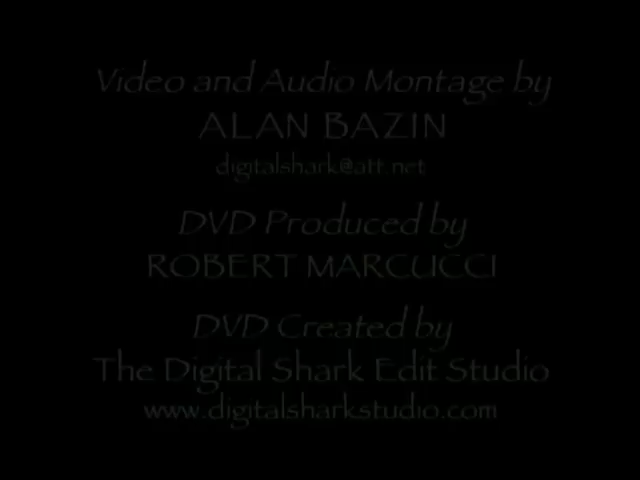 Video and Audio Montage by
ALAN BAZIN
digitalshark@att.net
DVD Produced by
ROBERT MARCUCCI
DVD Created by
The Digital Shark Edit Studio
www.digitalsharkstudio.com